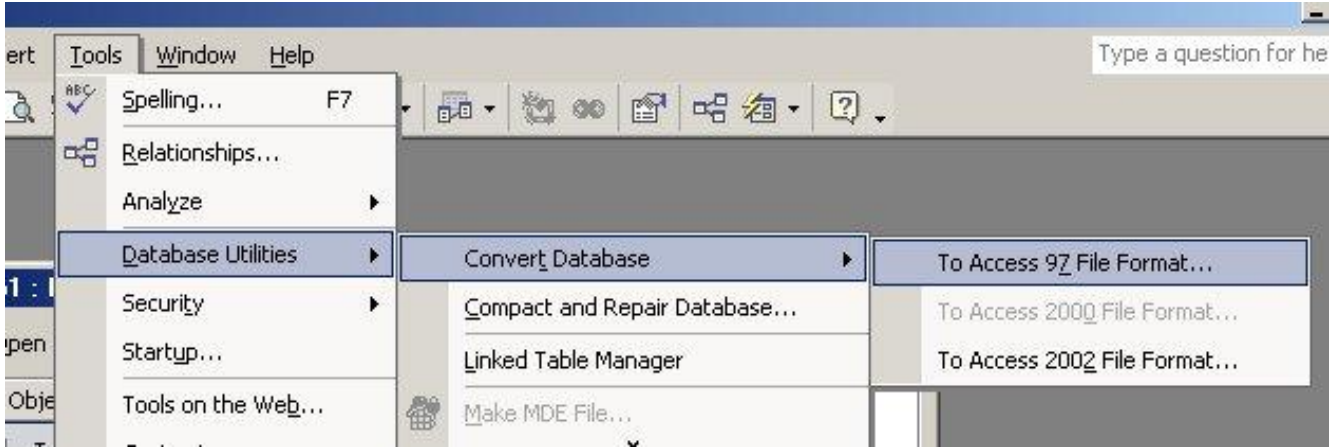 ert Tools Window Help
Type a question for he
ABC Spelling... F7
Relationships...
Analyze
Database Utilities
Convert Database
To Access 97 File Format...
Security
Compact and Repair Database...
To Access 2000 File Format...
Startup...
Linked Table Manager
To Access 2002 File Format...
pen
Obje
Tools on the Web...
Make MDE File...